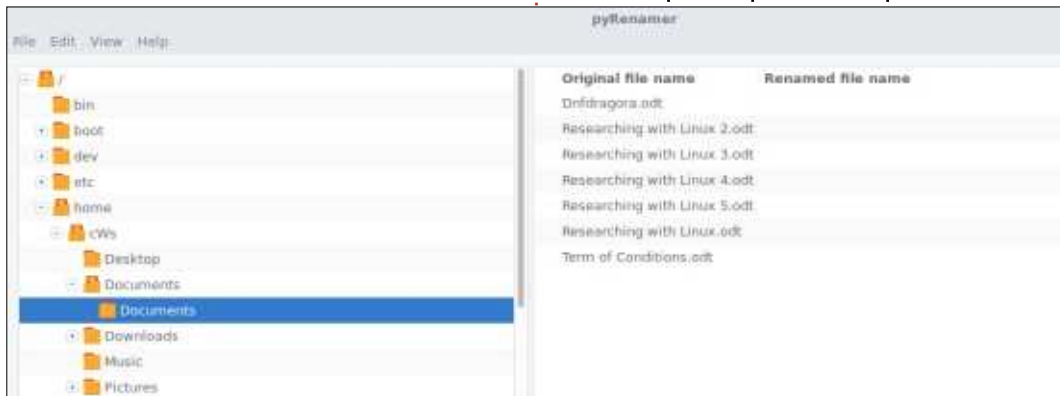 pyRenamer
File Edit View Help
/
bin
boot
dev
etc
home
cWs
Desktop
Documents
Documents
Downloads
Music
Pictures
Original file name Renamed file name
Dnfdragora.odt
Researching with Linux 2.odt
Researching with Linux 3.odt
Researching with Linux 4.odt
Researching with Linux 5.odt
Researching with Linux.odt
Term of Conditions.odt